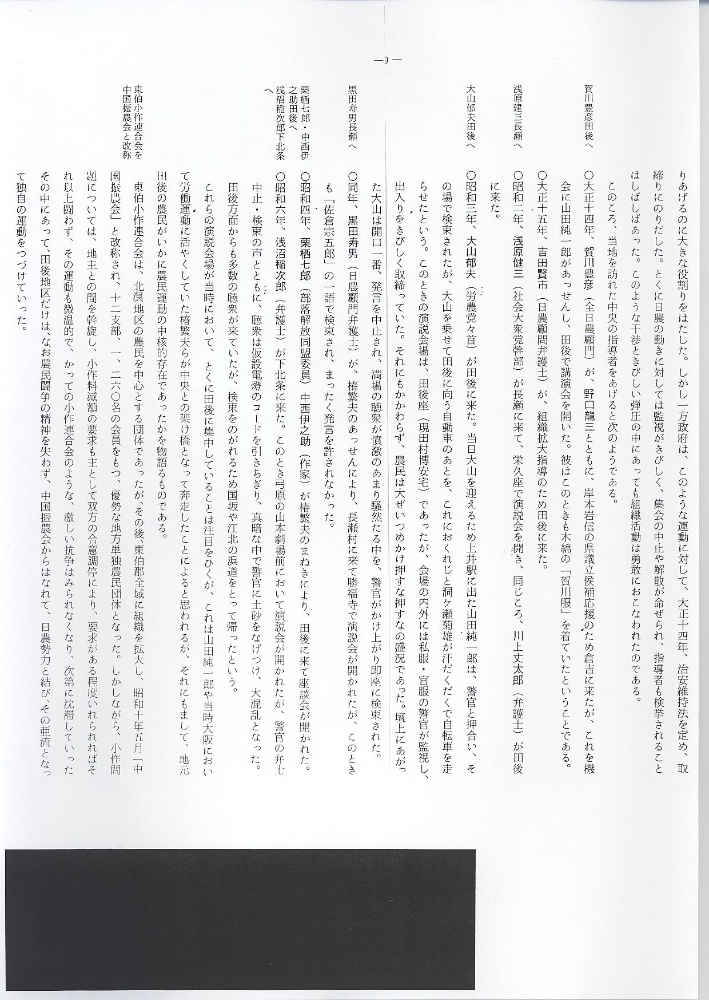 —9—
りあげるのに大きな役割りをはたした。しかし一方政府は、このような運動に対して、大正十四年、治安維持法を定め、取
締りにのりだした。とくに日農の動きに対しては監視がきびしく、集会の中止や解散が命ぜられ、指導者も検挙されること
はしばしばあった。このような干渉ときびしい弾圧の中にあっても組織活動は勇敢におこなわれたのである。
このころ、当地を訪れた中央の指導者をあげると次のようである。
賀川豊彦田後へ
〇大正十四年、賀川豊彦（全日農顧門）が、野口龍三とともに、岸本岩信の県議立候補応援のため倉吉に来たが、これを機
会に山田純一郎があっせんし、田後で講演会を開いた。彼はこのときも木綿の「賀川服」を着ていたということである。
〇大正十五年、吉田賢市（日農顧問弁護士）が、組織拡大指導のため田後に来た。
浅原建三長瀬へ
〇昭和二年、浅原健三（社会大衆党幹部）が長瀬に来て、栄久座で演説会を開き、同じころ、川上丈太郎（弁護士）が田後
に来た。
大山郁夫田後へ
〇昭和三年、大山郁夫（労農党々首）が田後に来た。当日大山を迎えるため上井駅に出た山田純一郎は、警官と押合い、そ
の場で検束されたが、大山を乗せて田後に向う自動車のあとを、これにおくれじと洞ケ瀬菊雄が汗だくだくで自転車を走
らせたという。このときの演説会場は、田後座（現田村博安宅）であったが、会場の内外には私服・官服の警官が監視し、
出入りをきびしく取締っていた。それにもかかわらず、農民は大ぜいつめかけ押すな押すなの盛況であった。壇上にあがっ
た大山は開口一番、発言を中止され、満場の聴衆が憤激のあまり騒然たる中を、警官がかけ上がり即座に検束された。
黒田寿男長瀬へ
〇同年、黒田寿男（日農顧門弁護士）が、椿繁夫のあっせんにより、長瀬村に来て勝福寺で演説会が開かれたが、このとき
も「佐倉宗五郎」の一語で検束され、まったく発言を許されなかった。
栗栖七郎・中西伊
之助田後へ
〇昭和四年、栗栖七郎（部落解放同盟委員）中西伊之助（作家）が椿繁夫のまねきにより、田後に来て座談会が開かれた。
浅沼稲次郎下北条
へ
〇昭和六年、浅沼稲次郎（弁護士）が下北条に来た。このとき弓原の山本劇場前において演説会が開かれたが、警官の弁士
中止・検束の声とともに、聴衆は仮設電燈のコードを引きちぎり、真暗な中で警官に土砂をなげつけ、大混乱となった。
田後方面からも多数の聴衆が来ていたが、検束をのがれるため国坂や江北の浜道をとって帰ったという。
これらの演説会場が当時において、とくに田後に集中していることは注目をひくが、これは山田純一郎や当時大阪におい
て労働運動に活やくしていた椿繁夫らが中央との架け橋となって奔走したことによると思われるが、それにもまして、地元
田後の農民がいかに農民運動の中核的存在であったかを物語るものである。
東伯小作連合会を
中国振農会と改称
東伯小作連合会は、北溟地区の農民を中心とする団体であったが、その後、東伯郡全域に組織を拡大し、昭和十年五月「中
国振農会」と改称され、十二支部、一、二六〇名の会員をもつ、優勢な地方単独農民団体となった。しかしながら、小作問
題については、地主との間を幹旋し、小作料減額の要求も主として双方の合意調停により、要求がある程度いれられればそ
れ以上闘わず、その運動も微温的で、かっての小作連合会のような、激しい抗争はみられなくなり、次第に沈滞していった
その中にあって、田後地区だけは、なお農民闘争の精神を失わず、中国振農会からはなれて、日農勢力と結び、その亜流となっ
て独自の運動をつづけていった。